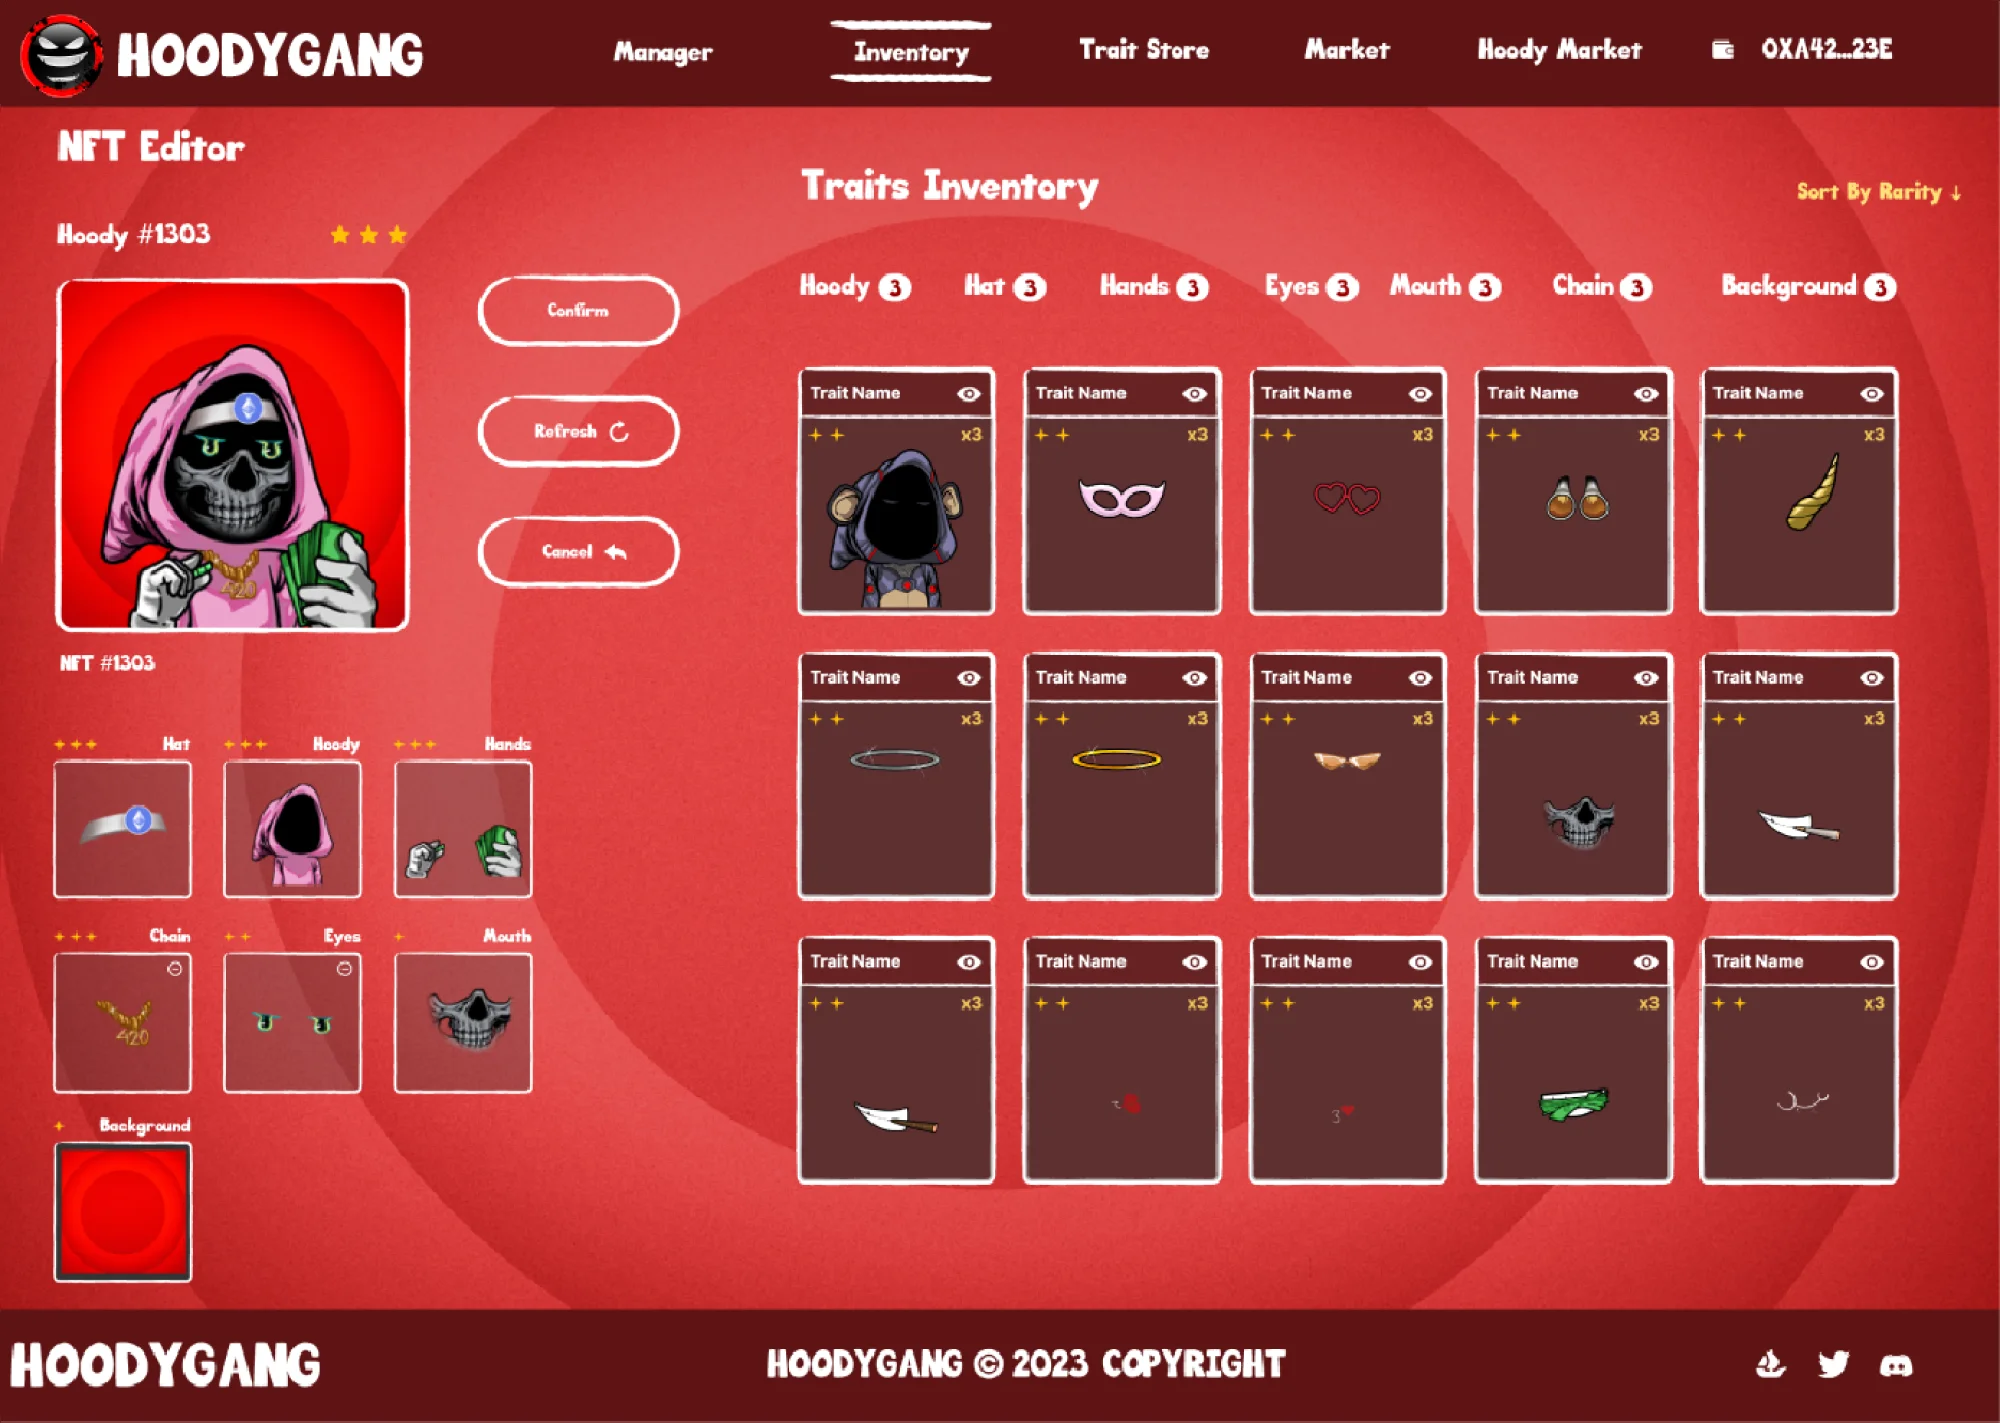 HOODYGANG
Manager
Inventory
Trait Store
Market
Hoody Market
0XA42...23E
NFT Editor
Hoody #1303
Confirm
Refresh
Cancel
420
NFT #1303
Hat
Hoody
Hands
Chain
Eyes
Mouth
420
Background
Traits Inventory
Sort By Rarity ↓
Hoody 3
Hat 3
Hands 3
Eyes 3
Mouth 3
Chain 3
Background 3
Trait Name
x3
Trait Name
x3
Trait Name
x3
Trait Name
x3
Trait Name
x3
Trait Name
x3
Trait Name
x3
Trait Name
x3
Trait Name
x3
Trait Name
x3
Trait Name
x3
Trait Name
x3
Trait Name
x3
Trait Name
x3
Trait Name
x3
HOODYGANG
HOODYGANG © 2023 COPYRIGHT